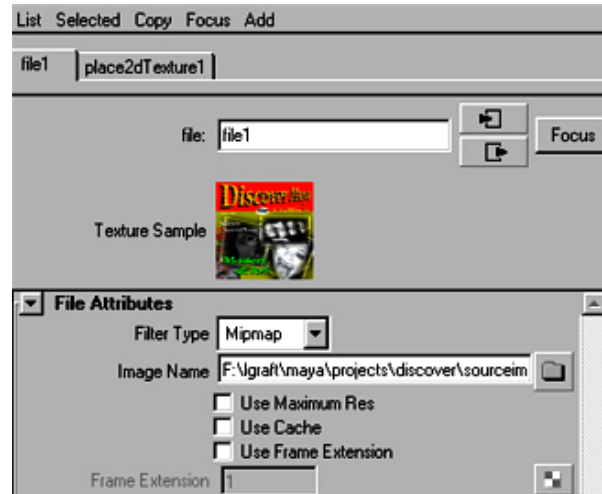 List Selected Copy Focus Add
file1 place2dTexture1
file: file1 Focus
Texture Sample
Discover
File Attributes
Filter Type Mipmap
Image Name F:\lgraft\maya\projects\discover\sourceim
Use Maximum Res
Use Cache
Use Frame Extension
Frame Extension 1